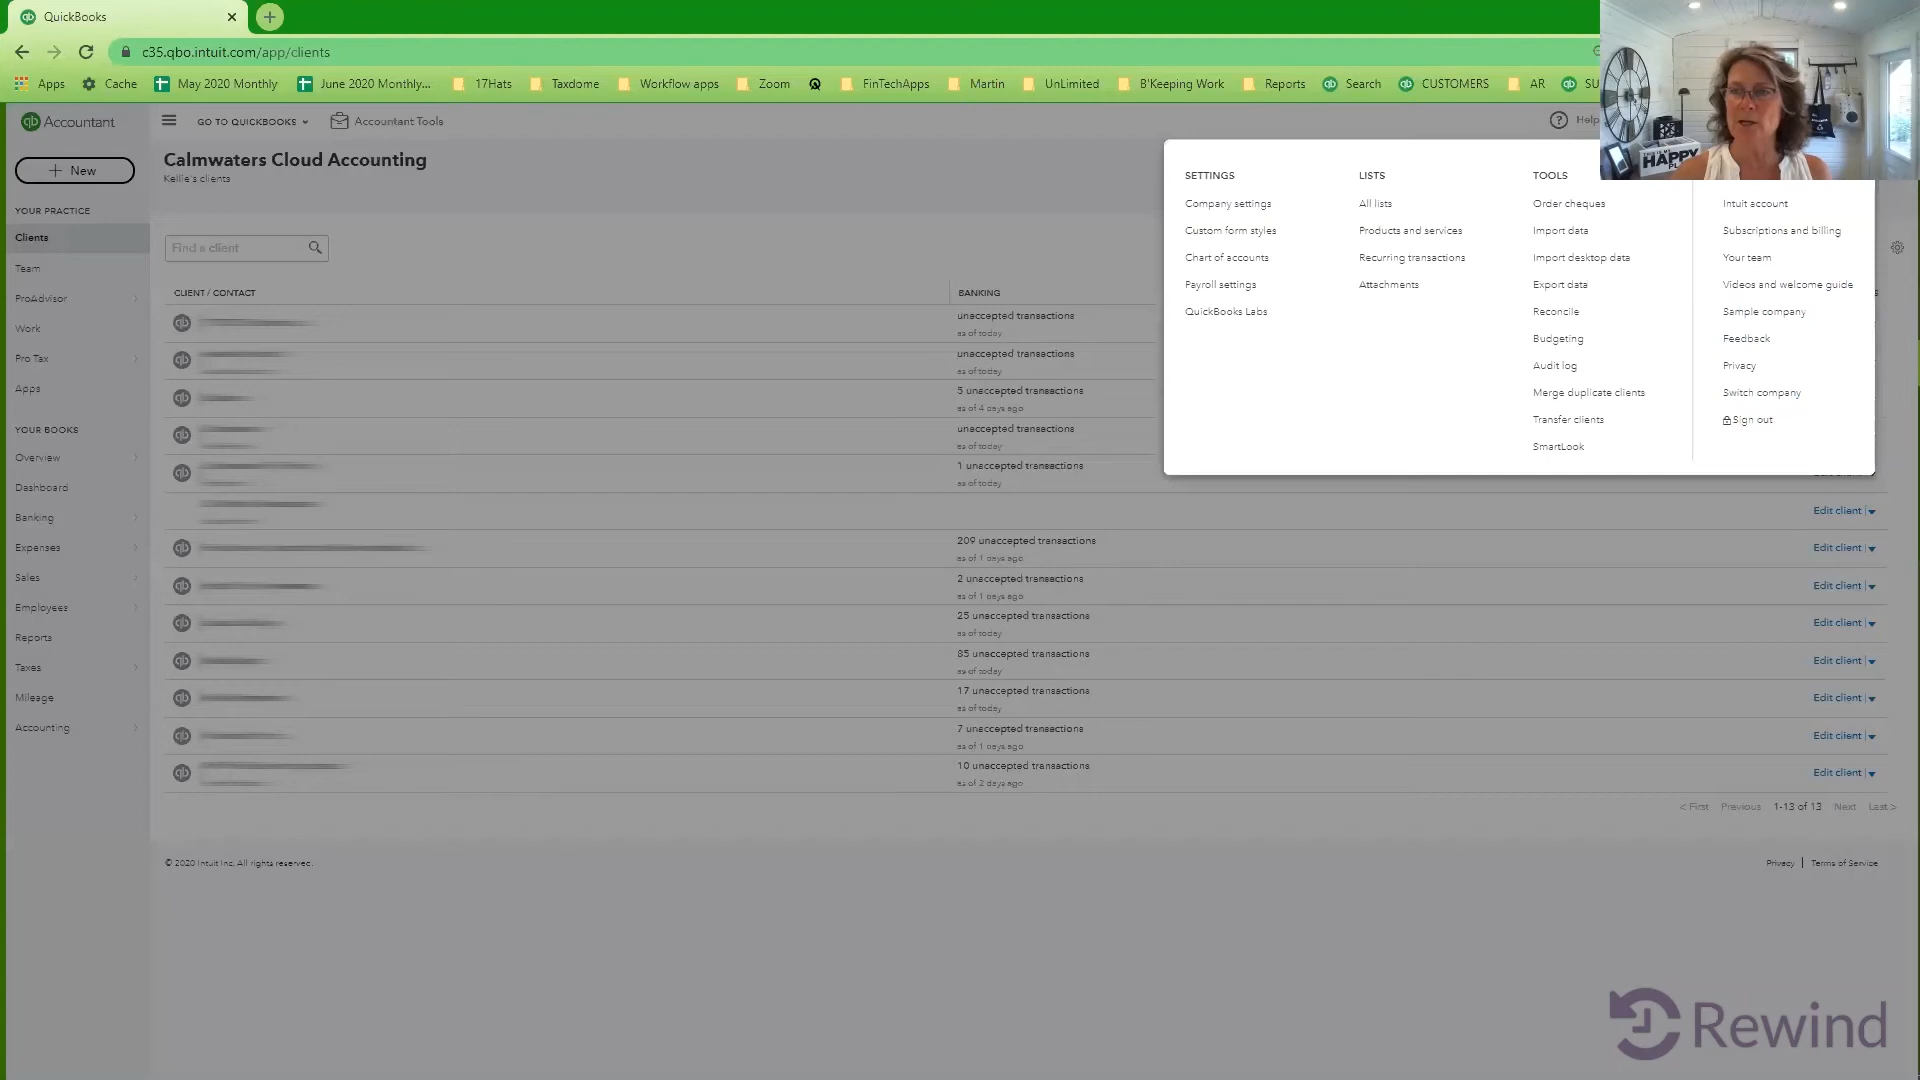 QuickBooks
c35.qbo.intuit.com/app/clients
Apps Cache May 2020 Monthly June 2020 Monthly... 17Hats Taxdome Workflow apps Zoom FinTechApps Martin UnLimited B'Keeping Work Reports Search CUSTOMERS AR SU
qb Accountant
GO TO QUICKBOOKS
Accountant Tools
Help
New
YOUR PRACTICE
Clients
Team
ProAdvisor
Work
Pro Tax
Apps
YOUR BOOKS
Overview
Dashboard
Banking
Expenses
Sales
Employees
Reports
Taxes
Mileage
Accounting
Calmwaters Cloud Accounting
Kellie's clients
Find a client
CLIENT / CONTACT
BANKING
unaccepted transactions
as of today
unaccepted transactions
as of today
5 unaccepted transactions
as of 4 days ago
unaccepted transactions
as of today
1 unaccepted transactions
as of today
Edit client
209 unaccepted transactions
as of 1 days ago
Edit client
2 unaccepted transactions
as of 1 days ago
Edit client
25 unaccepted transactions
as of today
Edit client
85 unaccepted transactions
as of today
Edit client
17 unaccepted transactions
as of today
Edit client
7 unaccepted transactions
as of 1 days ago
Edit client
10 unaccepted transactions
as of 2 days ago
Edit client
< First Previous 1-13 of 13 Next Last >
© 2020 Intuit Inc. All rights reserved.
Privacy | Terms of Service
SETTINGS
Company settings
Custom form styles
Chart of accounts
Payroll settings
QuickBooks Labs
LISTS
All lists
Products and services
Recurring transactions
Attachments
TOOLS
Order cheques
Import data
Import desktop data
Export data
Reconcile
Budgeting
Audit log
Merge duplicate clients
Transfer clients
SmartLook
Intuit account
Subscriptions and billing
Your team
Videos and welcome guide
Sample company
Feedback
Privacy
Switch company
Sign out
HAPPY
Rewind